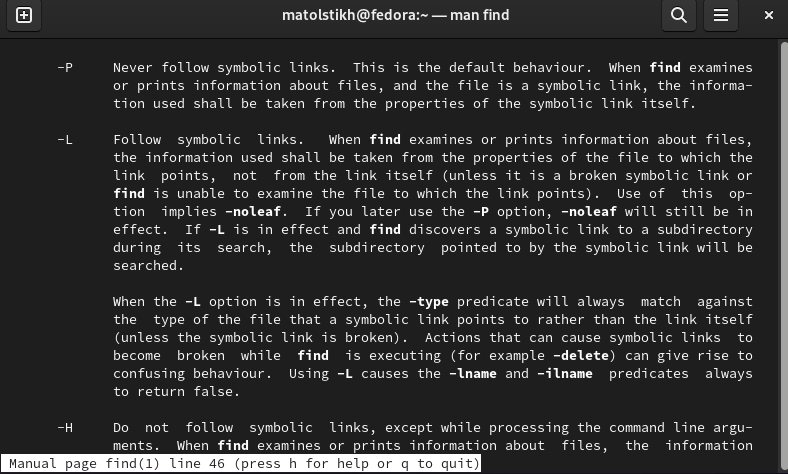 matolstikh@fedora:~ — man find
-P Never follow symbolic links. This is the default behaviour. When find examines
or prints information about files, and the file is a symbolic link, the informa-
tion used shall be taken from the properties of the symbolic link itself.
-L Follow symbolic links. When find examines or prints information about files,
the information used shall be taken from the properties of the file to which the
link points, not from the link itself (unless it is a broken symbolic link or
find is unable to examine the file to which the link points). Use of this op-
tion implies -noleaf. If you later use the -P option, -noleaf will still be in
effect. If -L is in effect and find discovers a symbolic link to a subdirectory
during its search, the subdirectory pointed to by the symbolic link will be
searched.
When the -L option is in effect, the -type predicate will always match against
the type of the file that a symbolic link points to rather than the link itself
(unless the symbolic link is broken). Actions that can cause symbolic links to
become broken while find is executing (for example -delete) can give rise to
confusing behaviour. Using -L causes the -lname and -ilname predicates always
to return false.
-H Do not follow symbolic links, except while processing the command line argu-
ments. When find examines or prints information about files, the information
Manual page find(1) line 46 (press h for help or q to quit)